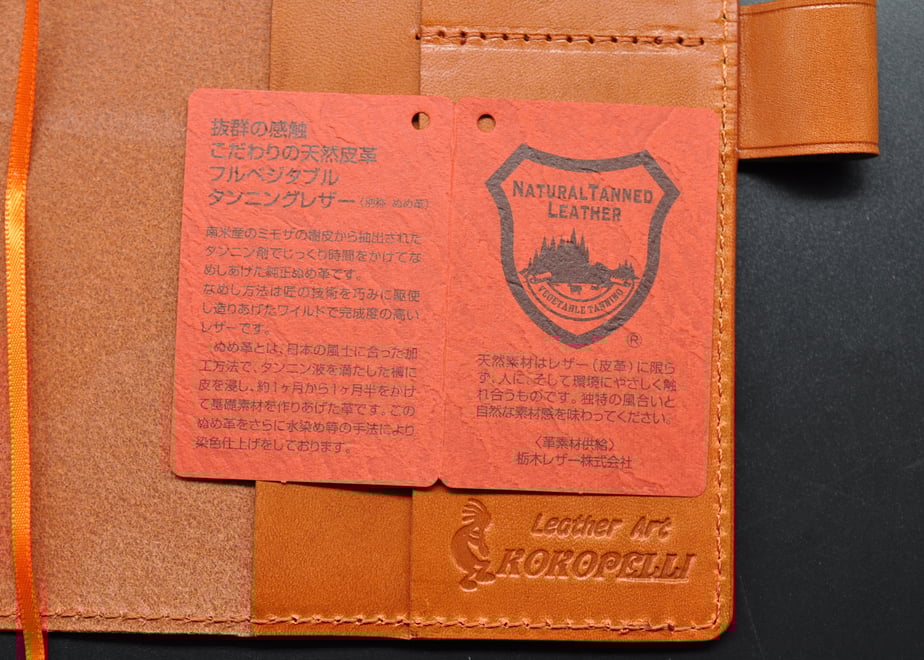 抜群の感触
こだわりの天然皮革
フルベジタブル
タンニングレザー(別称 ぬめ革)
南米産のミモザの樹皮から抽出された
タンニン剤でじっくり時間をかけてな
めしあげた純正ぬめ革です。
なめし方法は匠の技術を巧みに駆使
し造りあげたワイルドで完成度の高い
レザーです。
ぬめ革とは、日本の風土に合った加
工方法で、タンニン液を満たした槽に
皮を浸し、約1ヶ月から1ヶ月半をかけ
て基礎素材を作りあげた革です。この
ぬめ革をさらに水染め等の手法により
染色仕上げをしております。
NATURALTANNED
LEATHER
VEGETABLE TANNING
®
天然素材はレザー(皮革)に限ら
ず、人に、そして環境にやさしく触
れ合うものです。独特の風合いと
自然な素材感を味わってください。
〈革素材供給〉
栃木レザー株式会社
Leather Art
KOKOPELLI